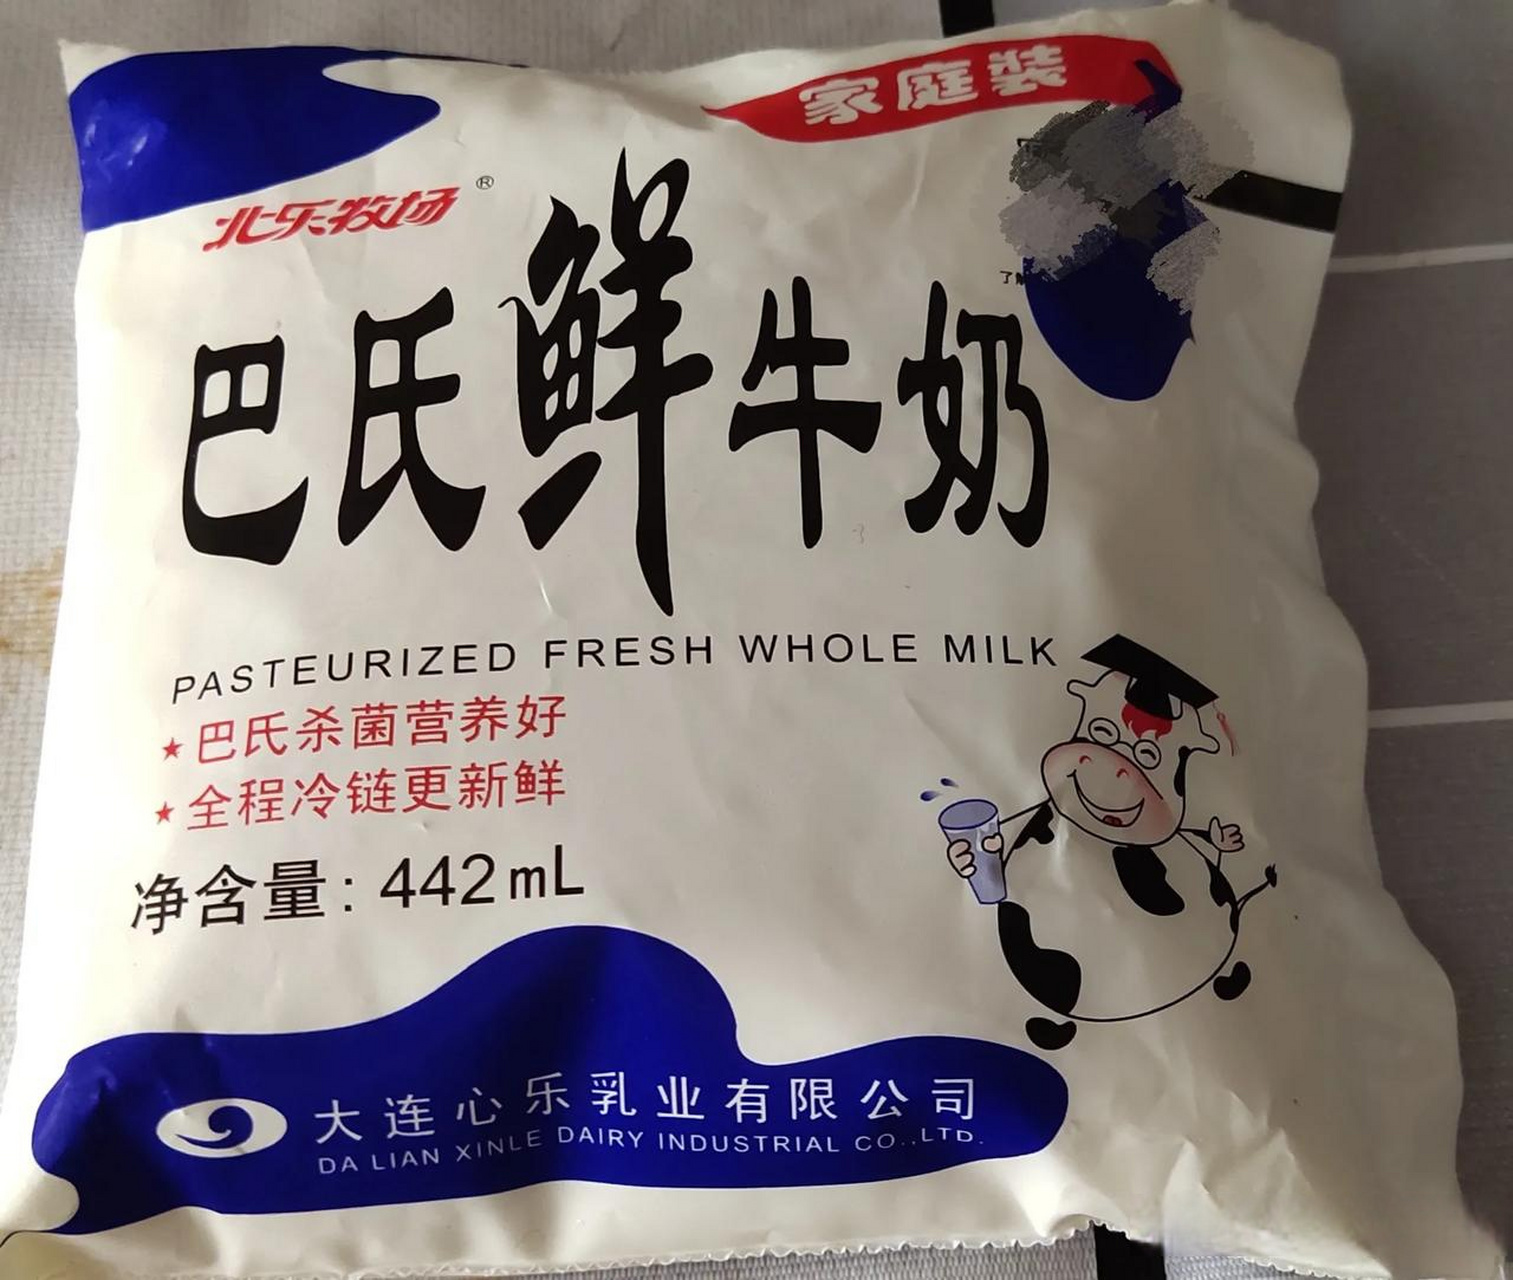 家庭装
北乐牧场®
巴氏鲜牛奶
PASTEURIZED FRESH WHOLE MILK
★巴氏杀菌营养好
★全程冷链更新鲜
净含量: 442mL
大连心乐乳业有限公司
DA LIAN XINLE DAIRY INDUSTRIAL CO.,LTD.